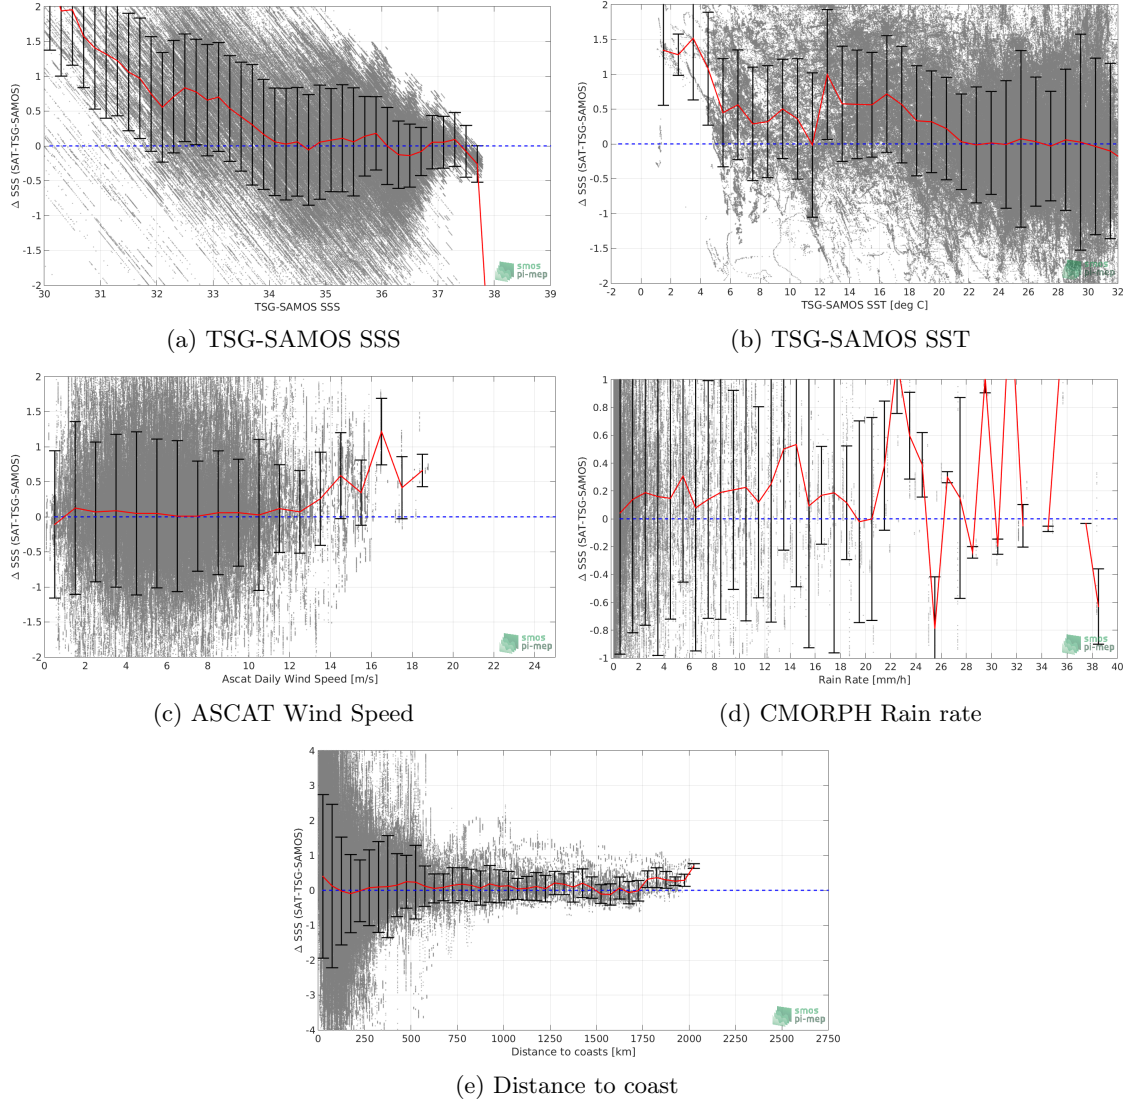 2
1.5
1
0.5
0
-0.5
-1
-1.5
-2
Δ SSS (SAT-TSG-SAMOS)
30 31 32 33 34 35 36 37 38 39
TSG-SAMOS SSS
smos
pi-mep
(a) TSG-SAMOS SSS
2
1.5
1
0.5
0
-0.5
-1
-1.5
-2
Δ SSS (SAT-TSG-SAMOS)
-2 0 2 4 6 8 10 12 14 16 18 20 22 24 26 28 30 32
TSG-SAMOS SST [deg C]
smos
pi-mep
(b) TSG-SAMOS SST
2
1.5
1
0.5
0
-0.5
-1
-1.5
-2
Δ SSS (SAT-TSG-SAMOS)
0 2 4 6 8 10 12 14 16 18 20 22 24
Ascat Daily Wind Speed [m/s]
smos
pi-mep
(c) ASCAT Wind Speed
1
0.8
0.6
0.4
0.2
0
-0.2
-0.4
-0.6
-0.8
-1
Δ SSS (SAT-TSG-SAMOS)
0 2 4 6 8 10 12 14 16 18 20 22 24 26 28 30 32 34 36 38 40
Rain Rate [mm/h]
smos
pi-mep
(d) CMORPH Rain rate
4
3
2
1
0
-1
-2
-3
-4
Δ SSS (SAT-TSG-SAMOS)
0 250 500 750 1000 1250 1500 1750 2000 2250 2500 2750
Distance to coasts [km]
smos
pi-mep
(e) Distance to coast